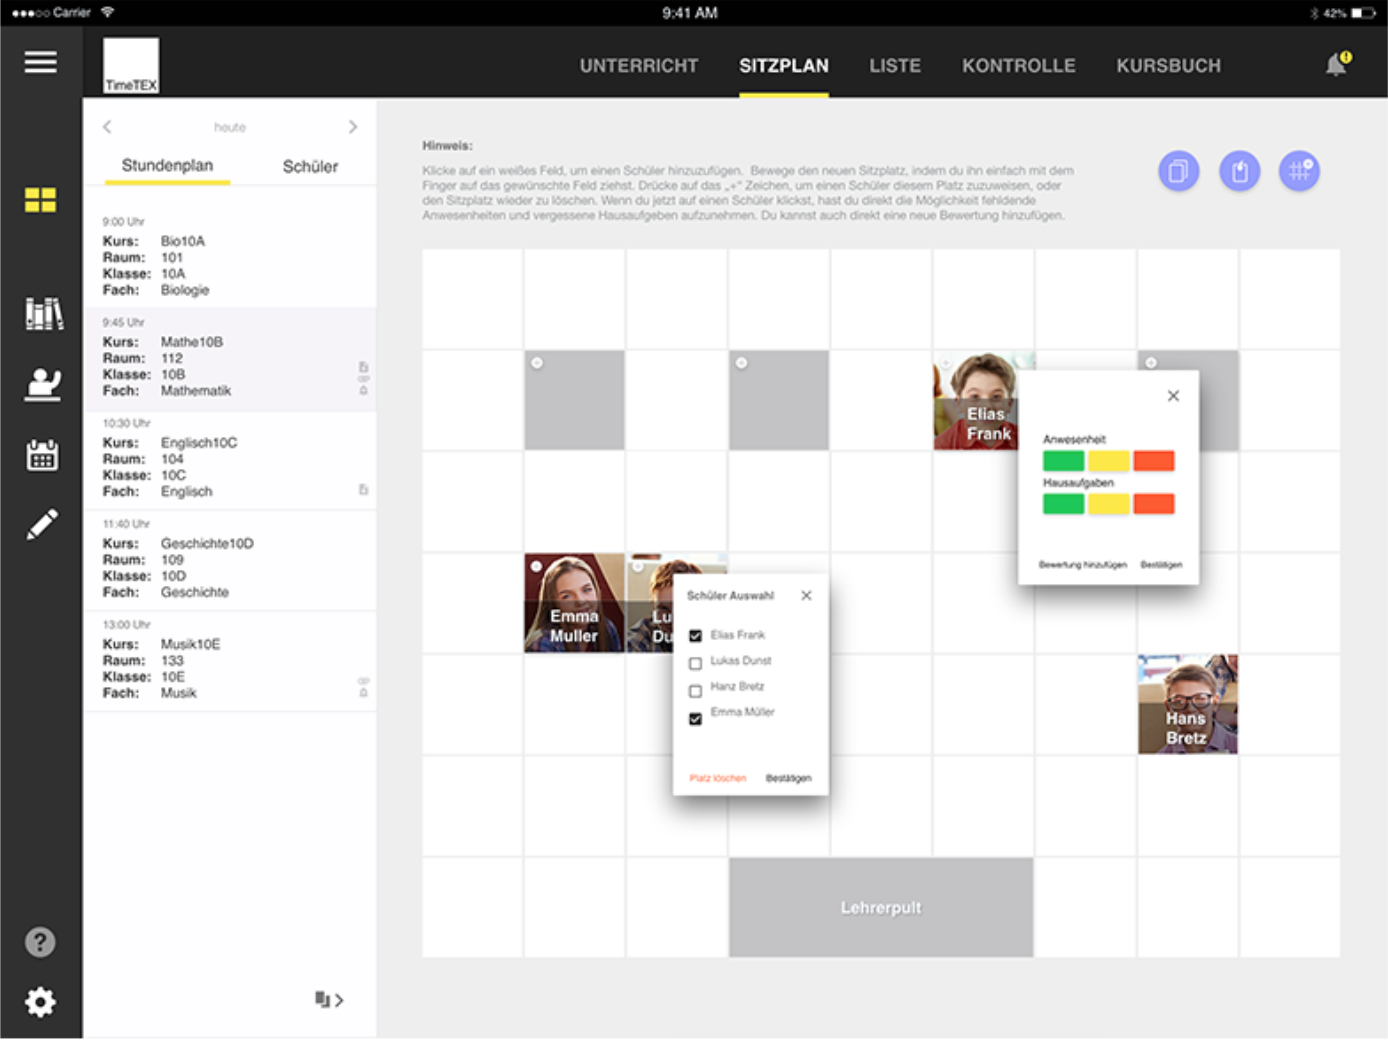 Carrier
9:41 AM
42%
TimeTEX
UNTERRICHT
SITZPLAN
LISTE
KONTROLLE
KURSBUCH
heute
Stundenplan
Schüler
9:00 Uhr
Kurs: Bio10A
Raum: 101
Klasse: 10A
Fach: Biologie
9:45 Uhr
Kurs: Mathe10B
Raum: 112
Klasse: 10B
Fach: Mathematik
10:30 Uhr
Kurs: Englisch10C
Raum: 104
Klasse: 10C
Fach: Englisch
11:40 Uhr
Kurs: Geschichte10D
Raum: 109
Klasse: 10D
Fach: Geschichte
13:00 Uhr
Kurs: Musik10E
Raum: 133
Klasse: 10E
Fach: Musik
?
Hinweis:
Klicke auf ein weißes Feld, um einen Schüler hinzuzufügen. Bewege den neuen Sitzplatz, indem du ihn einfach mit dem
Finger auf das gewünschte Feld ziehst. Drücke auf das „+" Zeichen, um einen Schüler diesem Platz zuzuweisen, oder
den Sitzplatz wieder zu löschen. Wenn du jetzt auf einen Schüler klickst, hast du direkt die Möglichkeit fehldende
Anwesenheiten und vergessene Hausaufgaben aufzunehmen. Du kannst auch direkt eine neue Bewertung hinzufügen.
Elias
Frank
Anwesenheit
Hausaufgaben
Bewertung hinzufügen
Bestätigen
Emma
Muller
Lu
Du
Schüler Auswahl
Elias Frank
Lukas Dunst
Hanz Bretz
Emma Müller
Platz löschen
Bestätigen
Hans
Bretz
Lehrerpult